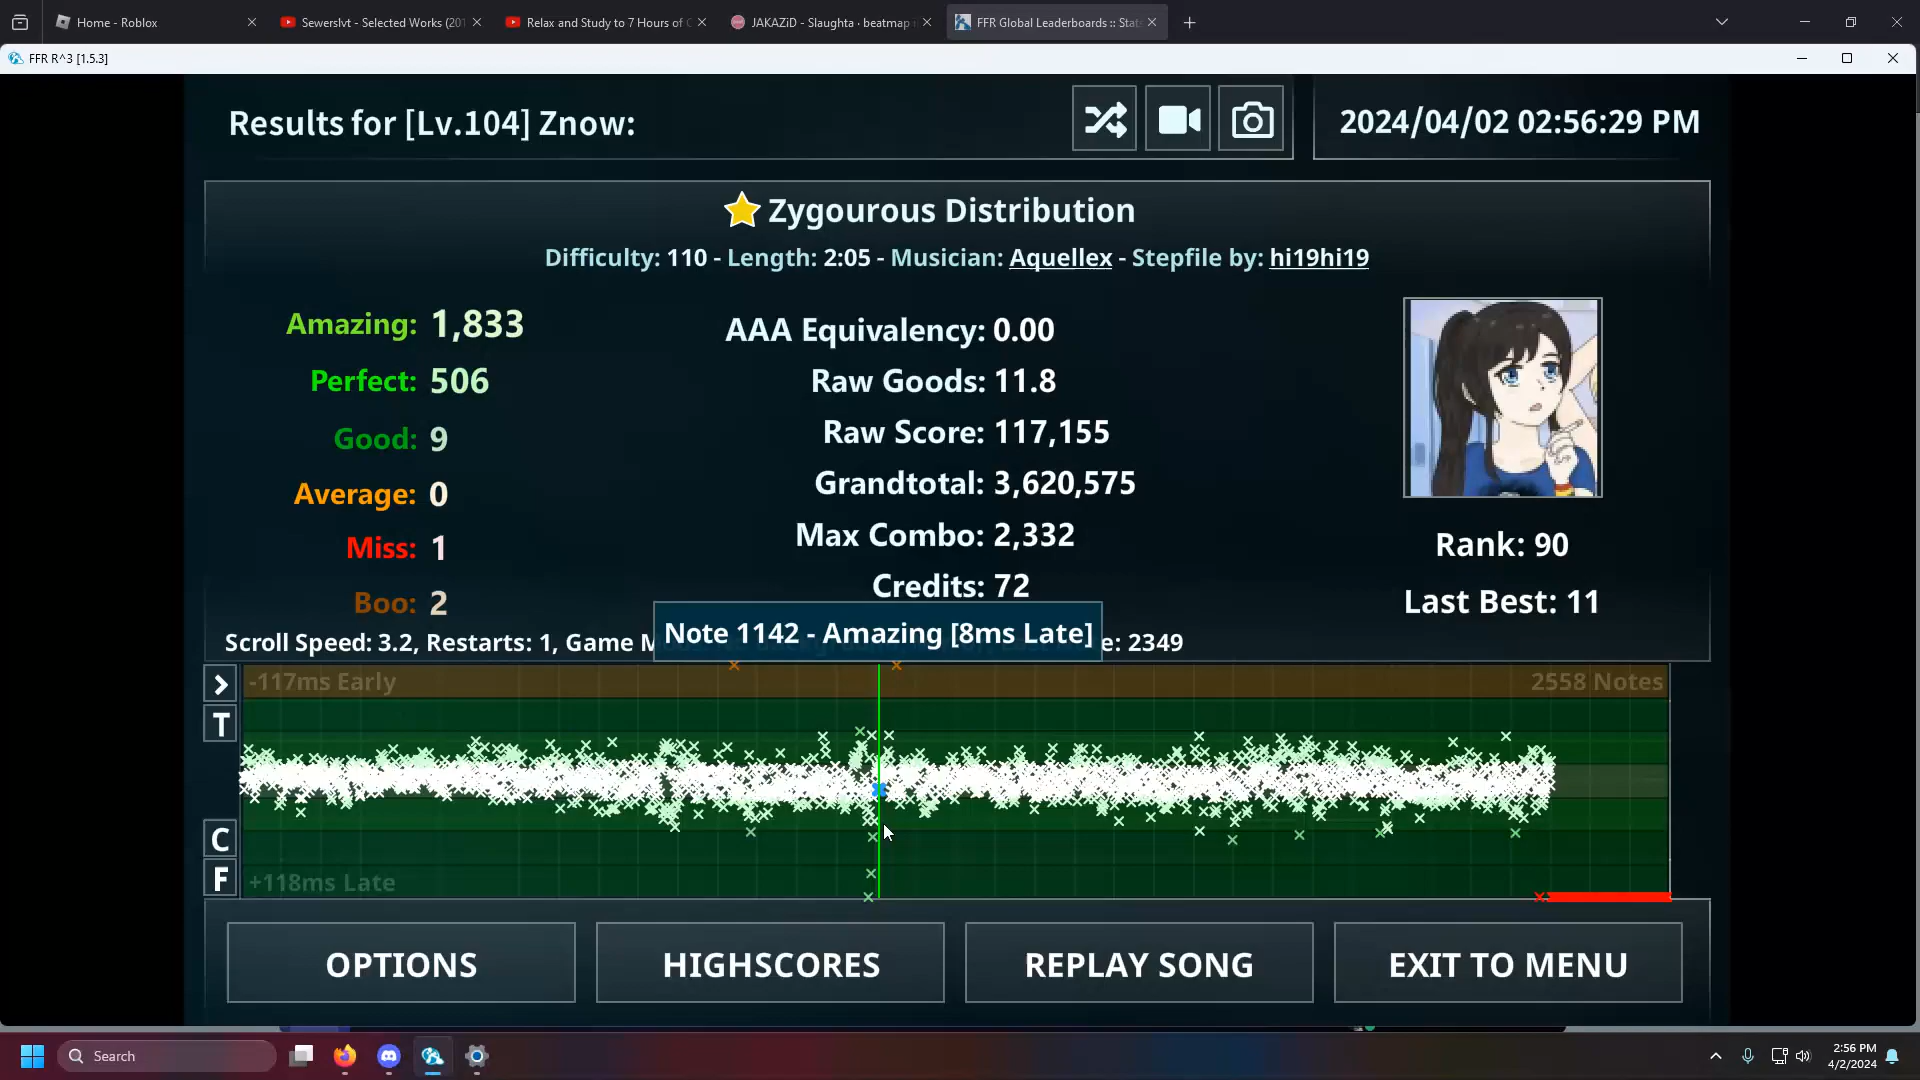 Home - Roblox
Sewerslvt - Selected Works (201
Relax and Study to 7 Hours of C
JAKAZiD - Slaughta · beatmap i
FFR Global Leaderboards :: Stat
FFR R^3 [1.5.3]
Results for [Lv.104] Znow:
2024/04/02 02:56:29 PM
Zygourous Distribution
Difficulty: 110 - Length: 2:05 - Musician: Aquellex - Stepfile by: hi19hi19
Amazing: 1,833
Perfect: 506
Good: 9
Average: 0
Miss: 1
Boo: 2
AAA Equivalency: 0.00
Raw Goods: 11.8
Raw Score: 117,155
Grandtotal: 3,620,575
Max Combo: 2,332
Credits: 72
Rank: 90
Last Best: 11
Scroll Speed: 3.2, Restarts: 1, Game M
Note 1142 - Amazing [8ms Late]
e: 2349
T
C
F
-117ms Early
2558 Notes
+118ms Late
OPTIONS
HIGHSCORES
REPLAY SONG
EXIT TO MENU
Search
2:56 PM
4/2/2024